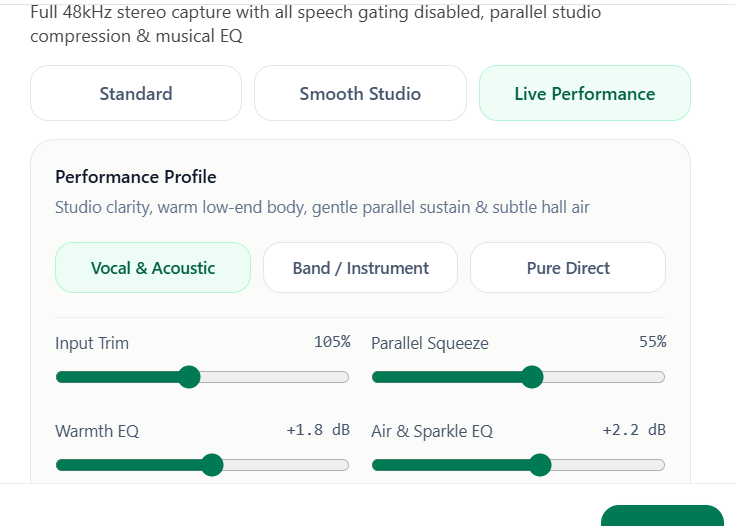 Full 48kHz stereo capture with all speech gating disabled, parallel studio
compression & musical EQ
Standard
Smooth Studio
Live Performance
Performance Profile
Studio clarity, warm low-end body, gentle parallel sustain & subtle hall air
Vocal & Acoustic
Band / Instrument
Pure Direct
Input Trim
105%
Parallel Squeeze
55%
Warmth EQ
+1.8 dB
Air & Sparkle EQ
+2.2 dB